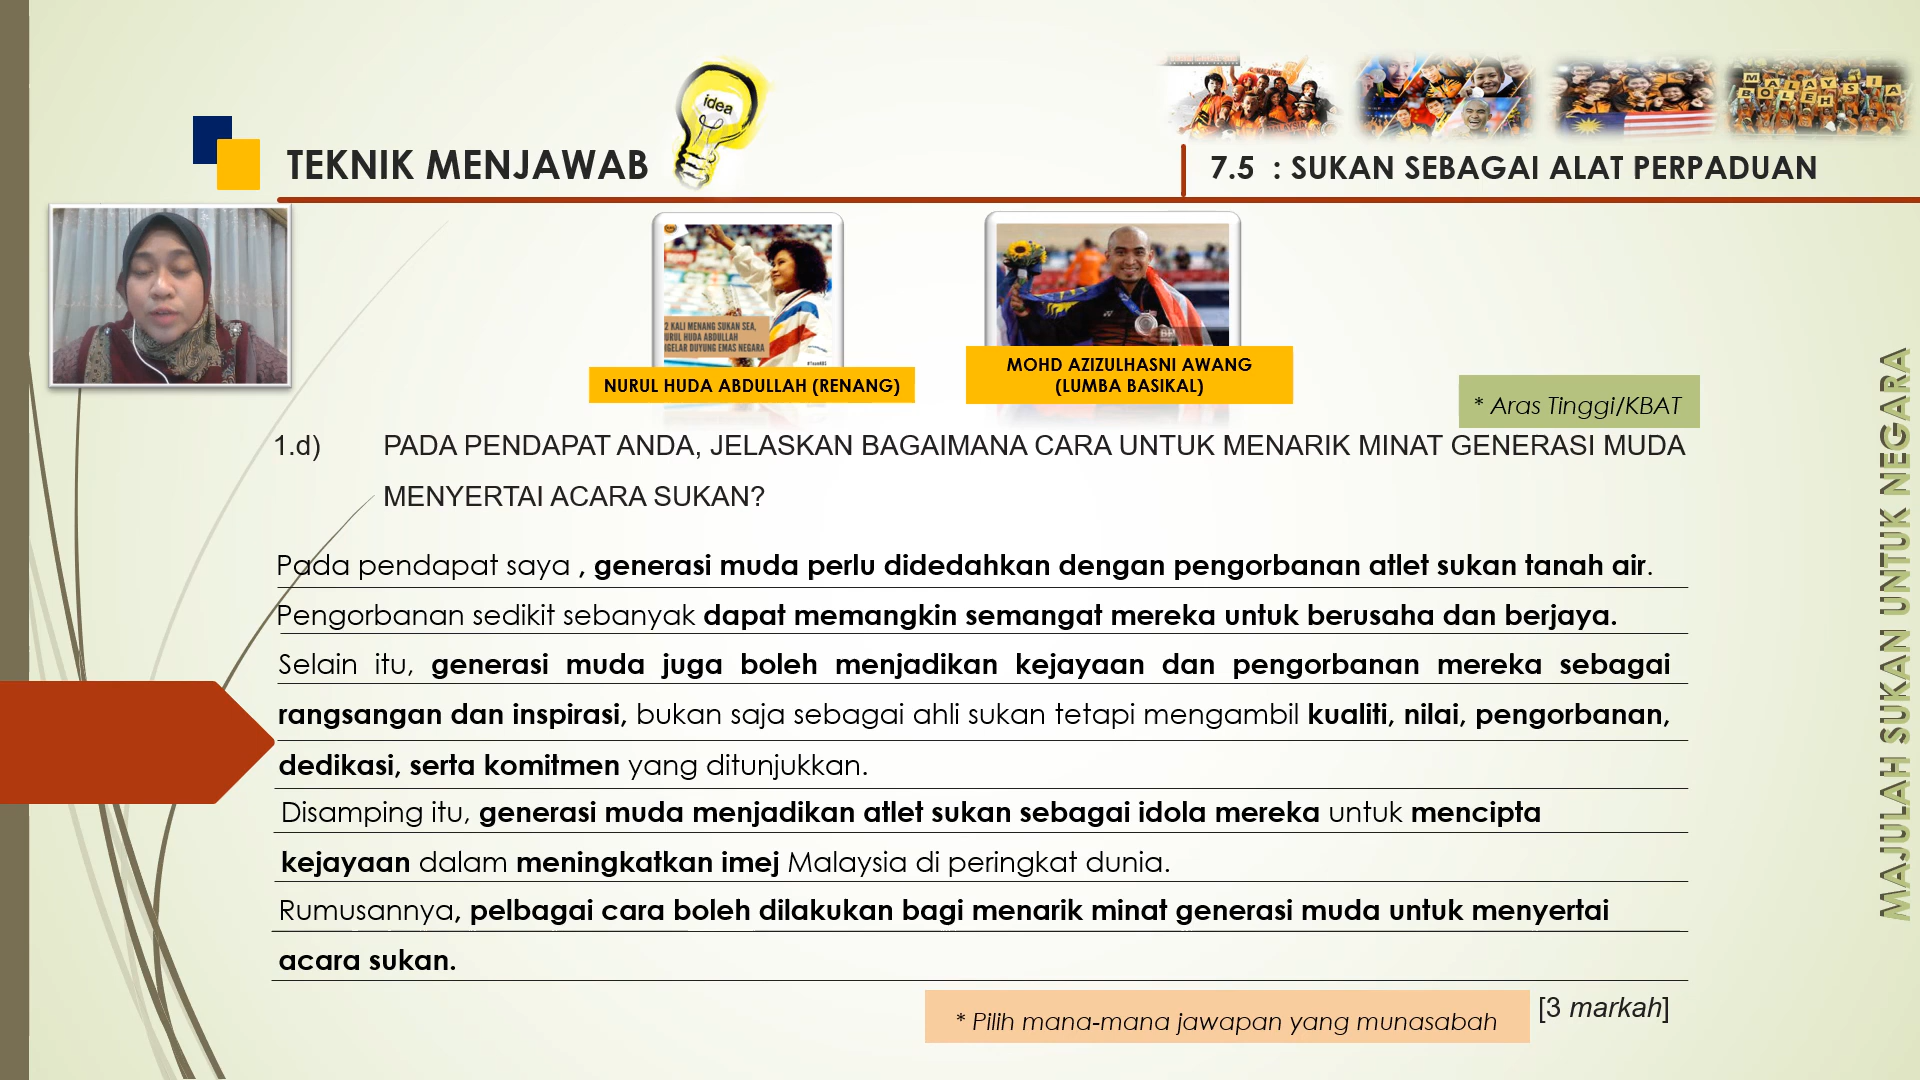 idea
MALAYSIA
BOLEH
TEKNIK MENJAWAB
7.5 : SUKAN SEBAGAI ALAT PERPADUAN
2 KALI MENANG SUKAN SEA,
URUL HUDA ABDULLAH
IGELAR DUYUNG EMAS NEGARA
NURUL HUDA ABDULLAH (RENANG)
MOHD AZIZULHASNI AWANG
(LUMBA BASIKAL)
* Aras Tinggi/KBAT
1.d) PADA PENDAPAT ANDA, JELASKAN BAGAIMANA CARA UNTUK MENARIK MINAT GENERASI MUDA
MENYERTAI ACARA SUKAN?
Pada pendapat saya , generasi muda perlu didedahkan dengan pengorbanan atlet sukan tanah air.
Pengorbanan sedikit sebanyak dapat memangkin semangat mereka untuk berusaha dan berjaya.
Selain itu, generasi muda juga boleh menjadikan kejayaan dan pengorbanan mereka sebagai
rangsangan dan inspirasi, bukan saja sebagai ahli sukan tetapi mengambil kualiti, nilai, pengorbanan,
dedikasi, serta komitmen yang ditunjukkan.
Disamping itu, generasi muda menjadikan atlet sukan sebagai idola mereka untuk mencipta
kejayaan dalam meningkatkan imej Malaysia di peringkat dunia.
Rumusannya, pelbagai cara boleh dilakukan bagi menarik minat generasi muda untuk menyertai
acara sukan.
[3 markah]
* Pilih mana-mana jawapan yang munasabah
MAJULAH SUKAN UNTUK NEGARA